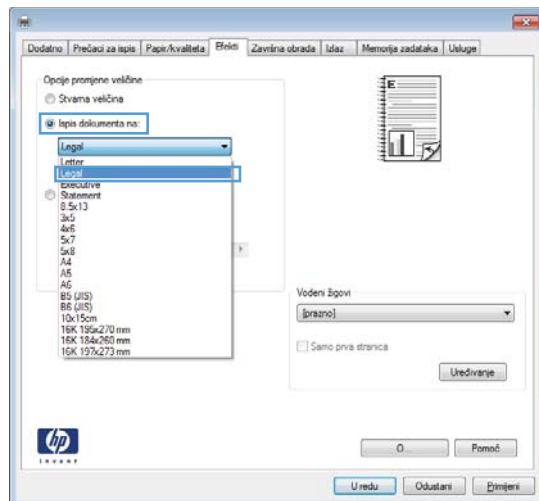 Dodatno Prečaci za ispis Papir/kvaliteta Efekti Završna obrada Izlaz Memorija zadataka Usluge
Opcije promjene veličine
Stvarna veličina
Ispis dokumenta na:
Legal
Letter
Legal
Executive
Statement
8.5x13
3x5
4x6
5x7
5x8
A4
A5
A6
B5 (JIS)
B6 (JIS)
10x15cm
16K 195x270 mm
16K 184x260 mm
16K 197x273 mm
E
Vodeni žigovi
[prazno]
Samo prva stranica
Uređivanje
hp
invent
O...
Pomoć
U redu Odustani Primijeni